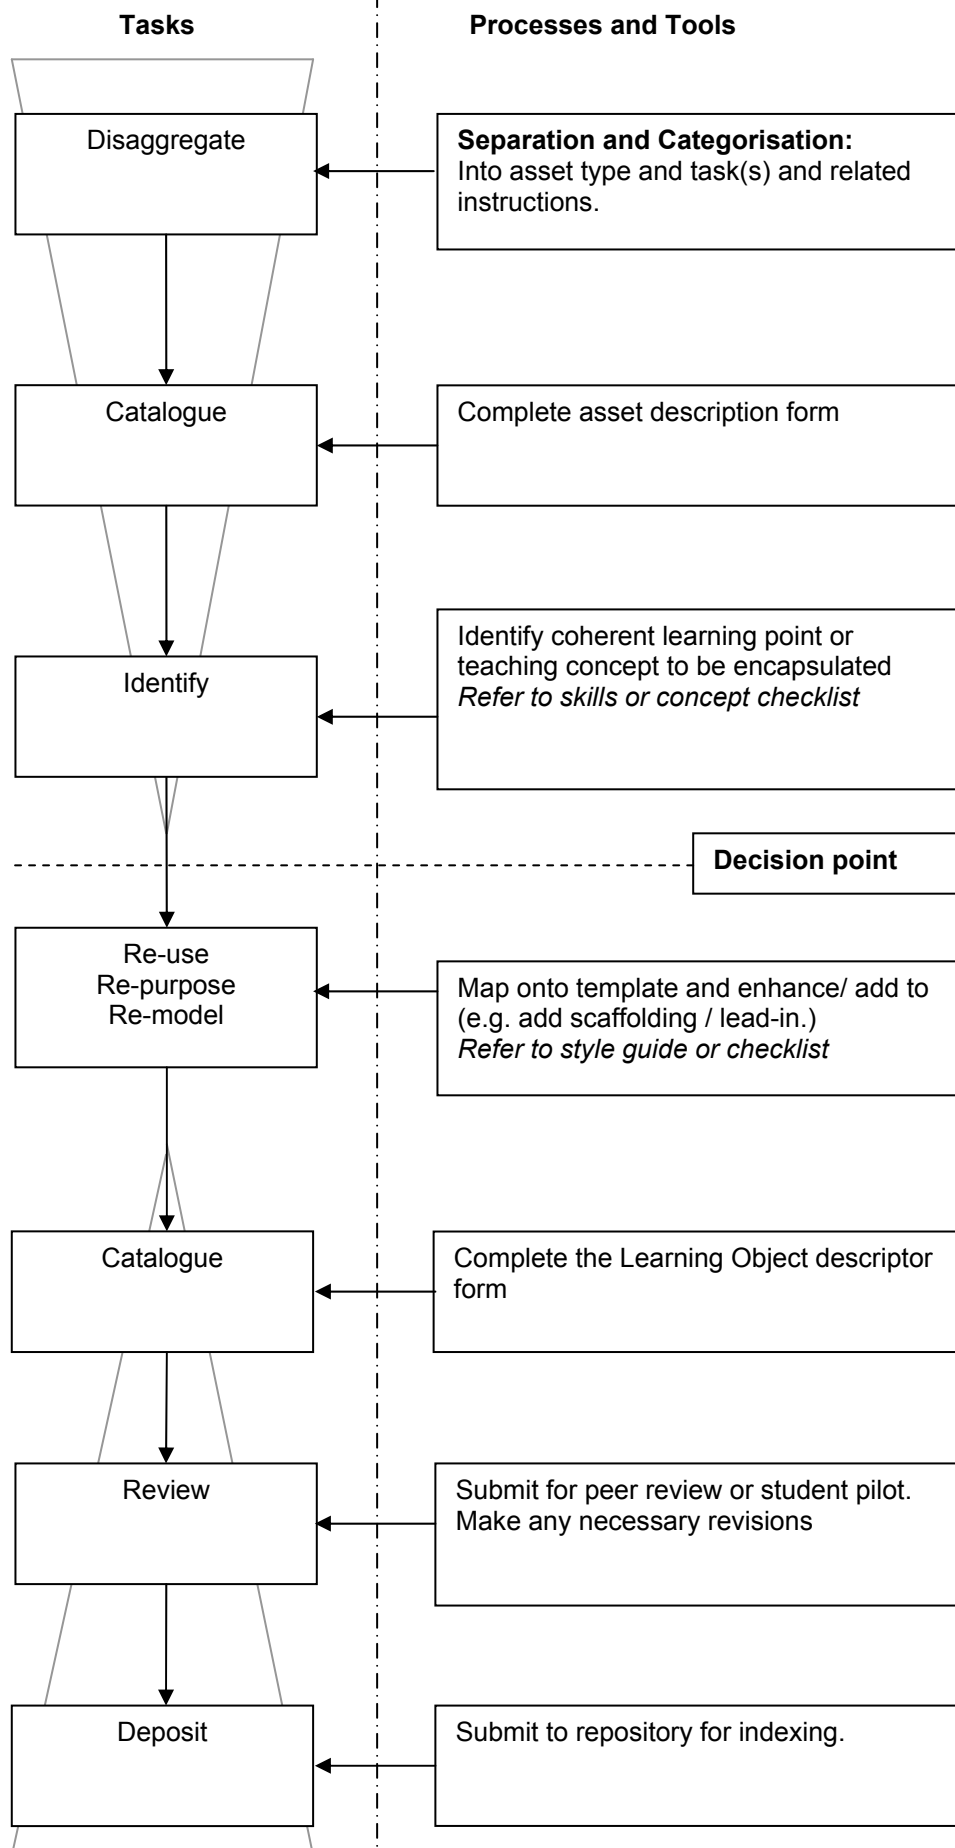 Tasks
Processes and Tools
Disaggregate
Separation and Categorisation:
Into asset type and task(s) and related
instructions.
Catalogue
Complete asset description form
Identify
Identify coherent learning point or
teaching concept to be encapsulated
Refer to skills or concept checklist
Decision point
Re-use
Re-purpose
Re-model
Map onto template and enhance/ add to
(e.g. add scaffolding / lead-in.)
Refer to style guide or checklist
Catalogue
Complete the Learning Object descriptor
form
Review
Submit for peer review or student pilot.
Make any necessary revisions
Deposit
Submit to repository for indexing.